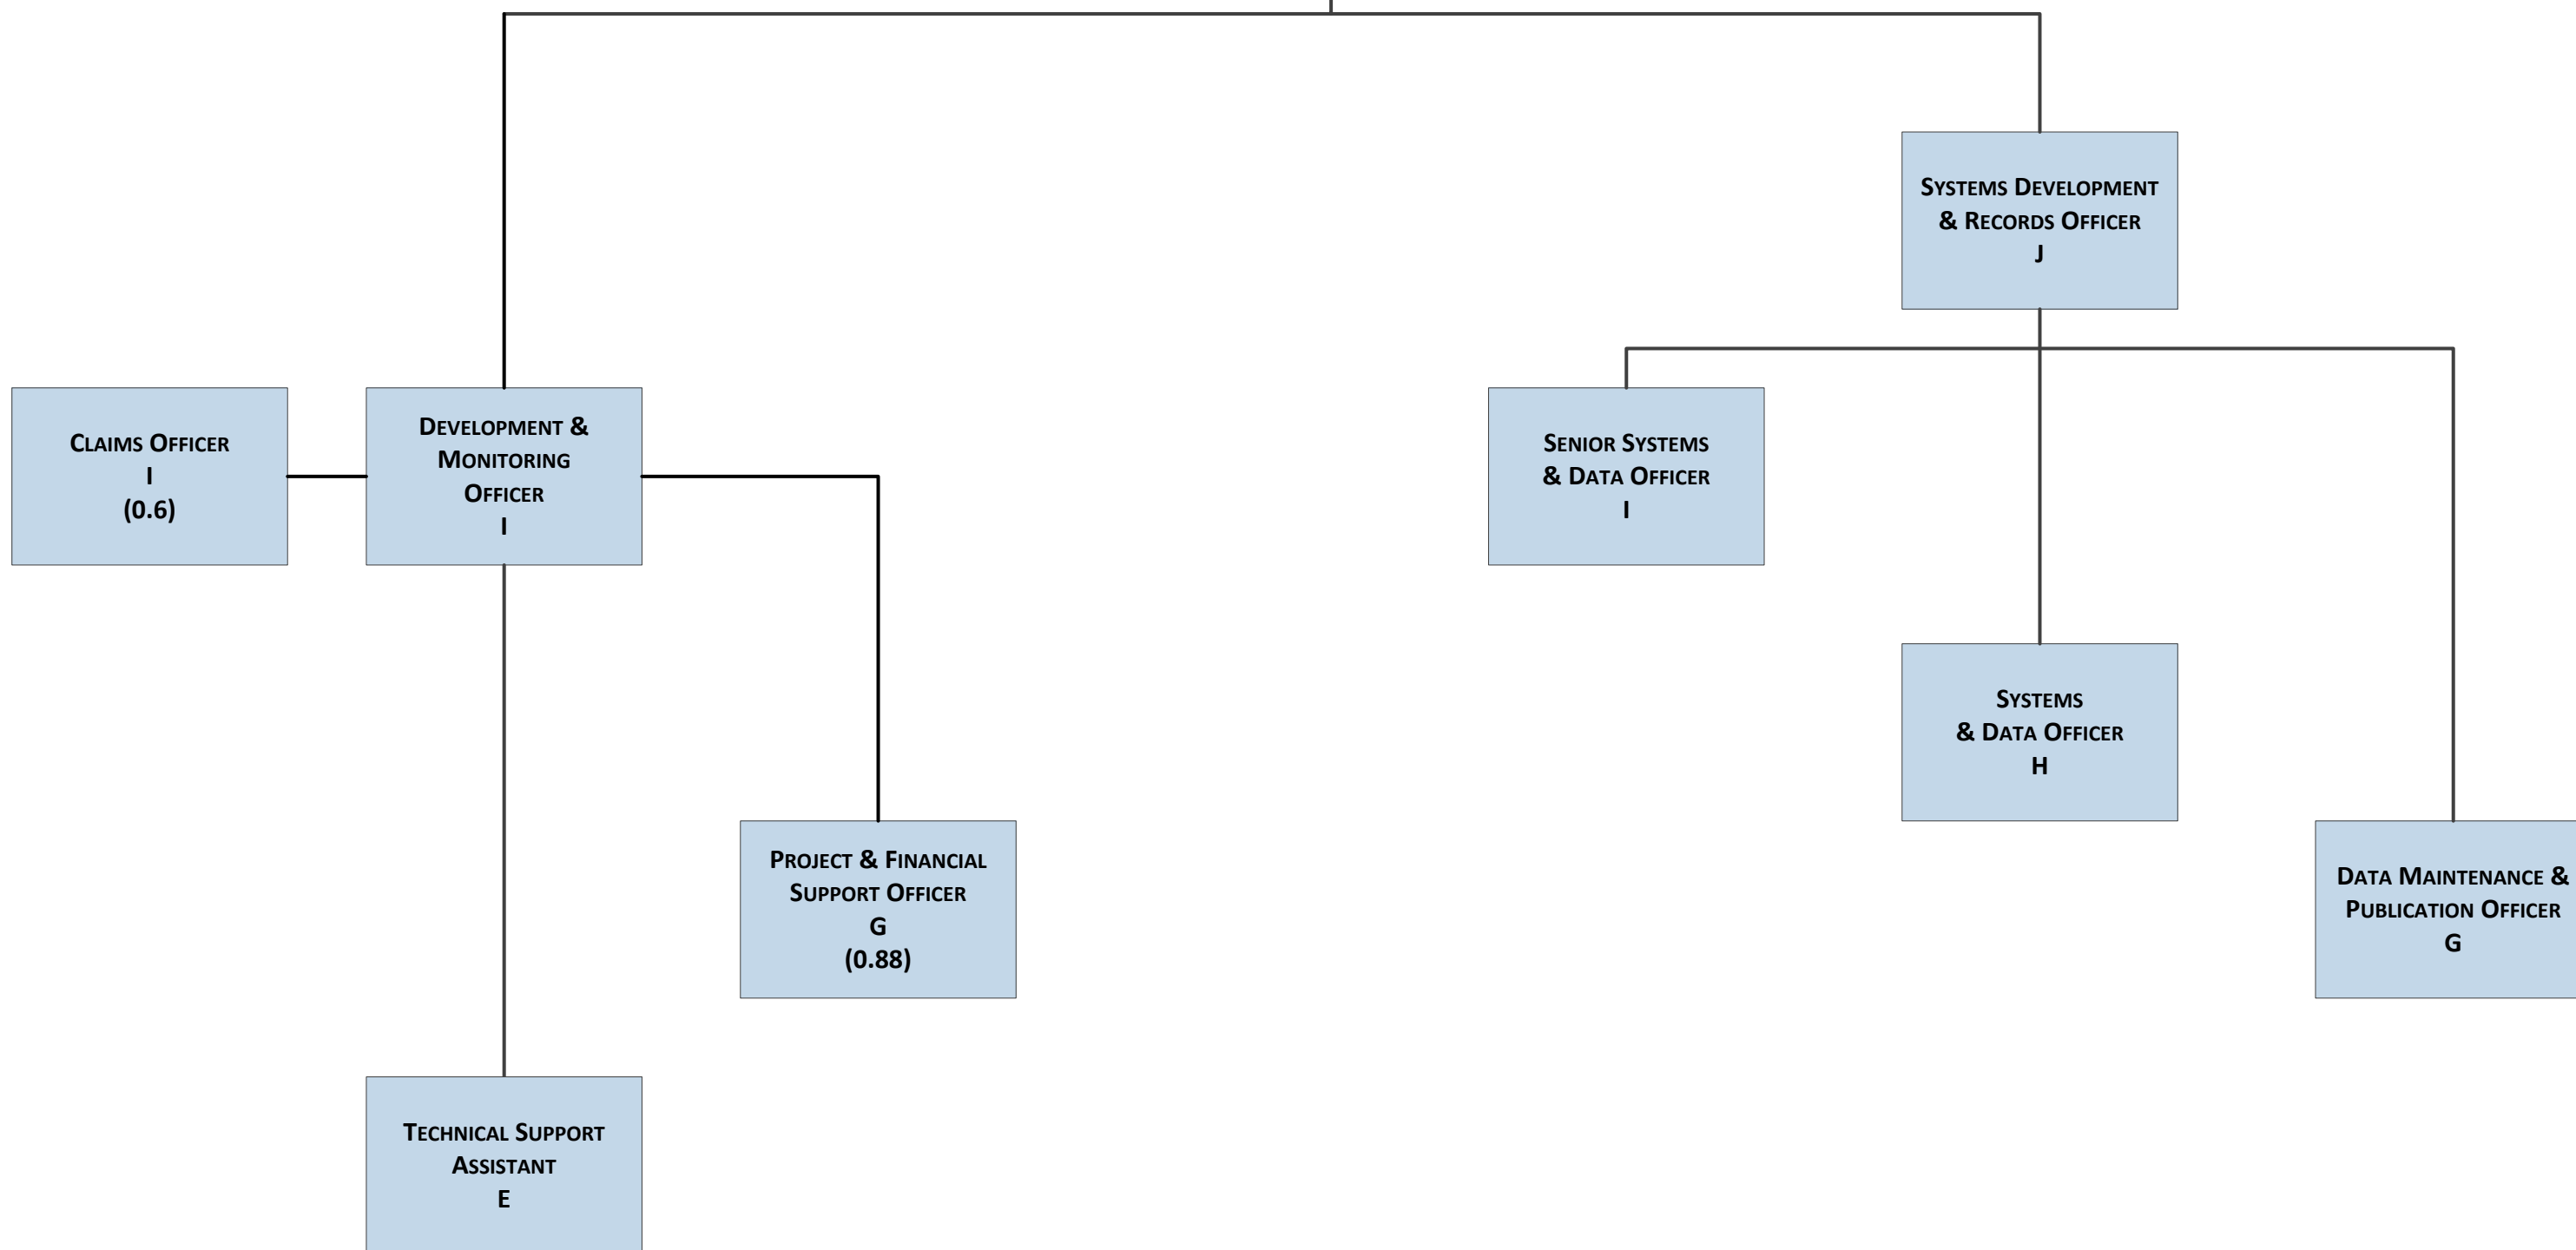 Systems Development
& Records Officer
J
Claims Officer
I
(0.6)
Development &
Monitoring
Officer
I
Senior Systems
& Data Officer
I
Systems
& Data Officer
H
Project & Financial
Support Officer
G
(0.88)
Data Maintenance &
Publication Officer
G
Technical Support
Assistant
E